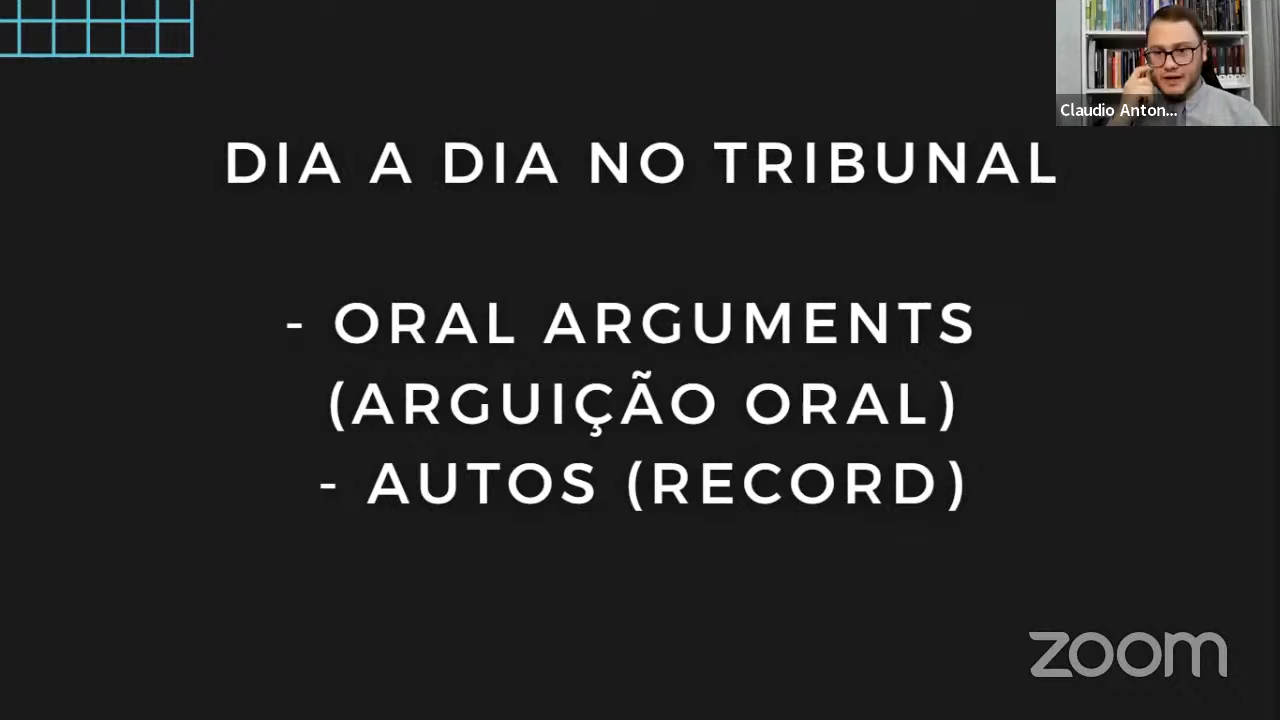 Claudio Anton...
DIA A DIA NO TRIBUNAL
- ORAL ARGUMENTS
(ARGUIÇÃO ORAL)
- AUTOS (RECORD)
zoom